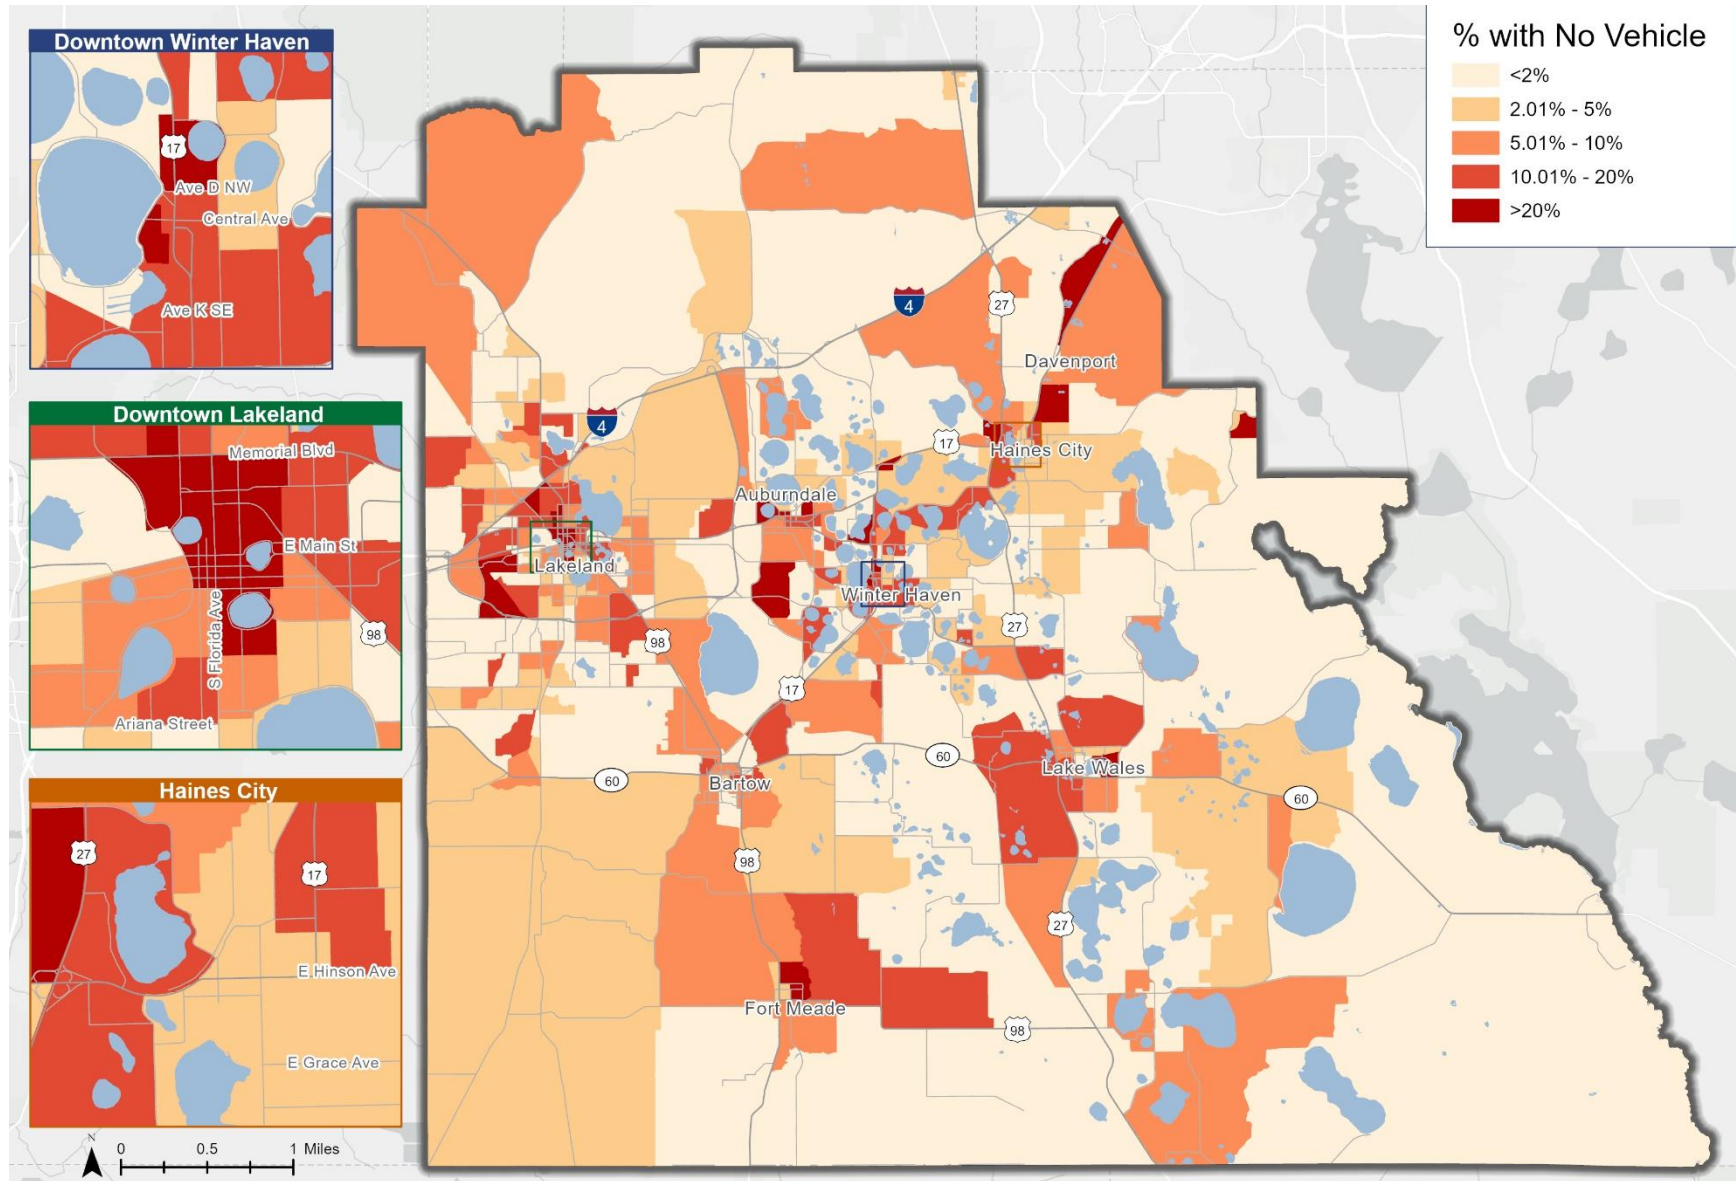 Downtown Winter Haven
17
Ave D NW
Central Ave
Ave K SE
Downtown Lakeland
Memorial Blvd
E Main St
S Florida Ave
98
Ariana Street
Haines City
27
17
E Hinson Ave
E Grace Ave
N
0 0.5 1 Miles
% with No Vehicle
<2%
2.01% - 5%
5.01% - 10%
10.01% - 20%
>20%
4
27
Davenport
4
17
Haines City
Auburndale
Lakeland
Winter Haven
98
27
17
60
Lake Wales
60
Bartow
60
98
27
Fort Meade
98